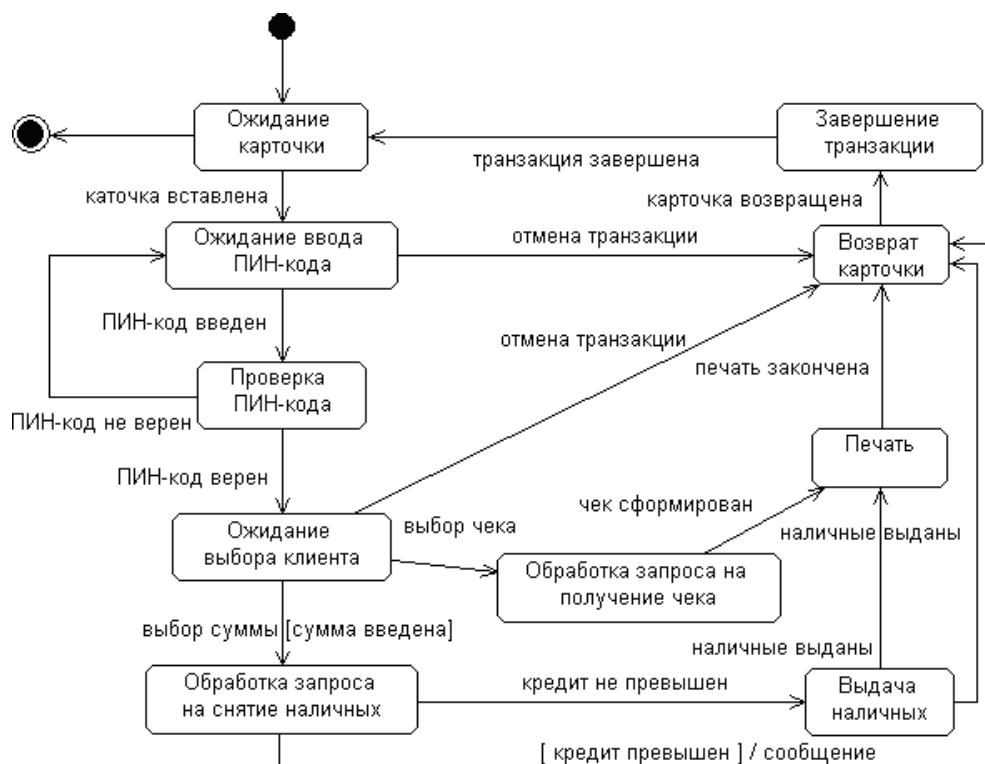 Ожидание
карточки
Завершение
транзакции
транзакция завершена
каточка вставлена
карточка возвращена
Ожидание ввода
ПИН-кода
отмена транзакции
Возврат
карточки
ПИН-код введен
отмена транзакции
печать закончена
Проверка
ПИН-кода
ПИН-код не верен
Печать
ПИН-код верен
чек сформирован
Ожидание
выбора клиента
выбор чека
наличные выданы
Обработка запроса на
получение чека
выбор суммы [сумма введена]
наличные выданы
Обработка запроса
на снятие наличных
кредит не превышен
Выдача
наличных
[ кредит превышен ] / сообщение